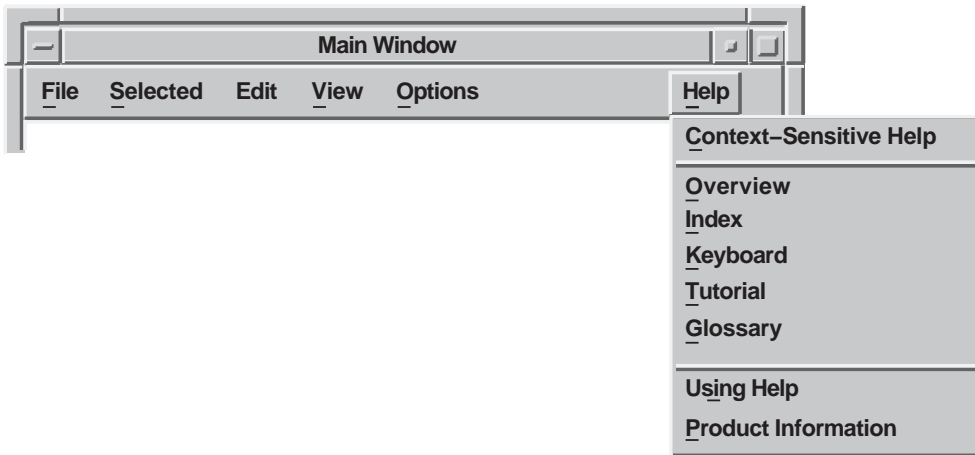 Main Window
File Selected Edit View Options Help
Context–Sensitive Help
Overview
Index
Keyboard
Tutorial
Glossary
Using Help
Product Information